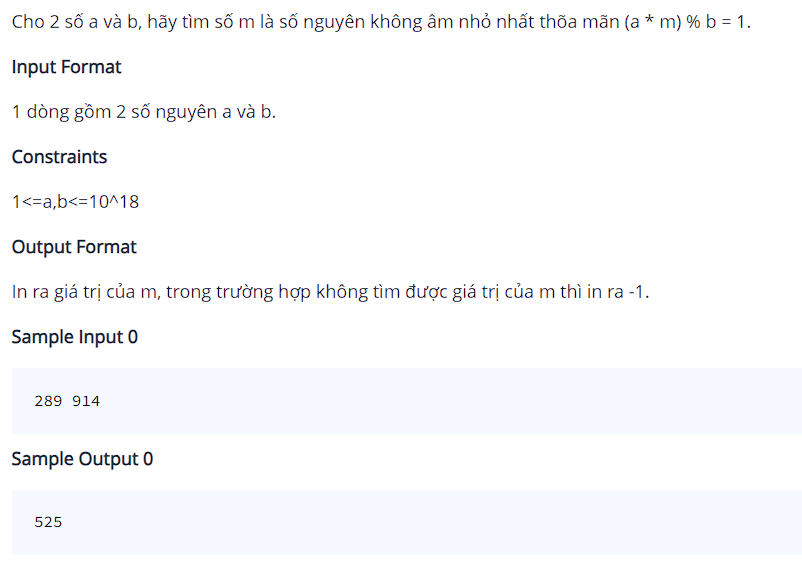 Cho 2 số a và b, hãy tìm số m là số nguyên không âm nhỏ nhất thõa mãn (a * m) % b = 1.
Input Format
1 dòng gồm 2 số nguyên a và b.
Constraints
1<=a,b<=10^18
Output Format
In ra giá trị của m, trong trường hợp không tìm được giá trị của m thì in ra -1.
Sample Input 0
289 914
Sample Output 0
525